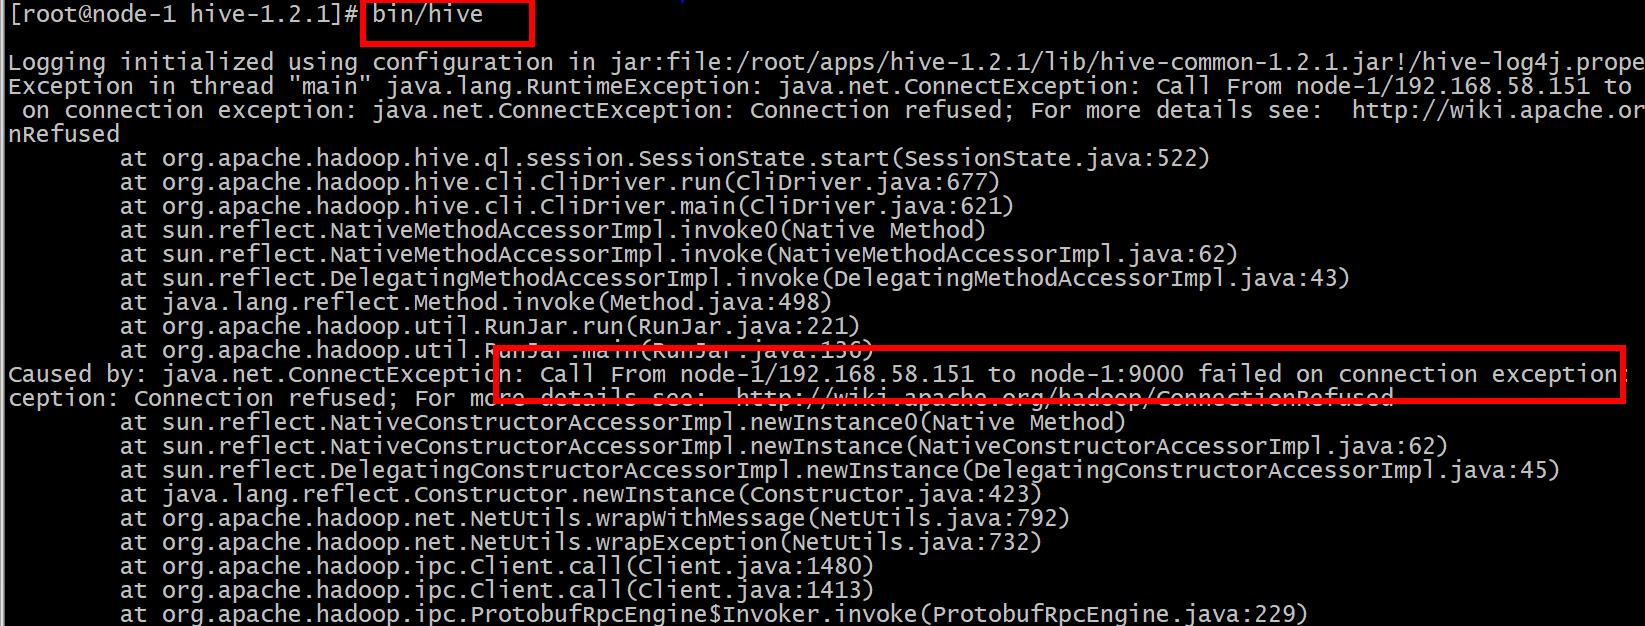 [root@node-1 hive-1.2.1]# bin/hive
Logging initialized using configuration in jar:file:/root/apps/hive-1.2.1/lib/hive-common-1.2.1.jar!/hive-log4j.prope
Exception in thread "main" java.lang.RuntimeException: java.net.ConnectException: Call From node-1/192.168.58.151 to
on connection exception: java.net.ConnectException: Connection refused; For more details see:  http://wiki.apache.or
nRefused
at org.apache.hadoop.hive.ql.session.SessionState.start(SessionState.java:522)
at org.apache.hadoop.hive.cli.CliDriver.run(CliDriver.java:677)
at org.apache.hadoop.hive.cli.CliDriver.main(CliDriver.java:621)
at sun.reflect.NativeMethodAccessorImpl.invoke0(Native Method)
at sun.reflect.NativeMethodAccessorImpl.invoke(NativeMethodAccessorImpl.java:62)
at sun.reflect.DelegatingMethodAccessorImpl.invoke(DelegatingMethodAccessorImpl.java:43)
at java.lang.reflect.Method.invoke(Method.java:498)
at org.apache.hadoop.util.RunJar.run(RunJar.java:221)
at org.apache.hadoop.util.RunJar.main(RunJar.java:136)
Caused by: java.net.ConnectException: Call From node-1/192.168.58.151 to node-1:9000 failed on connection exception:
ception: Connection refused; For more details see:  http://wiki.apache.org/hadoop/ConnectionRefused
at sun.reflect.NativeConstructorAccessorImpl.newInstance0(Native Method)
at sun.reflect.NativeConstructorAccessorImpl.newInstance(NativeConstructorAccessorImpl.java:62)
at sun.reflect.DelegatingConstructorAccessorImpl.newInstance(DelegatingConstructorAccessorImpl.java:45)
at java.lang.reflect.Constructor.newInstance(Constructor.java:423)
at org.apache.hadoop.net.NetUtils.wrapWithMessage(NetUtils.java:792)
at org.apache.hadoop.net.NetUtils.wrapException(NetUtils.java:732)
at org.apache.hadoop.ipc.Client.call(Client.java:1480)
at org.apache.hadoop.ipc.Client.call(Client.java:1413)
at org.apache.hadoop.ipc.ProtobufRpcEngine$Invoker.invoke(ProtobufRpcEngine.java:229)